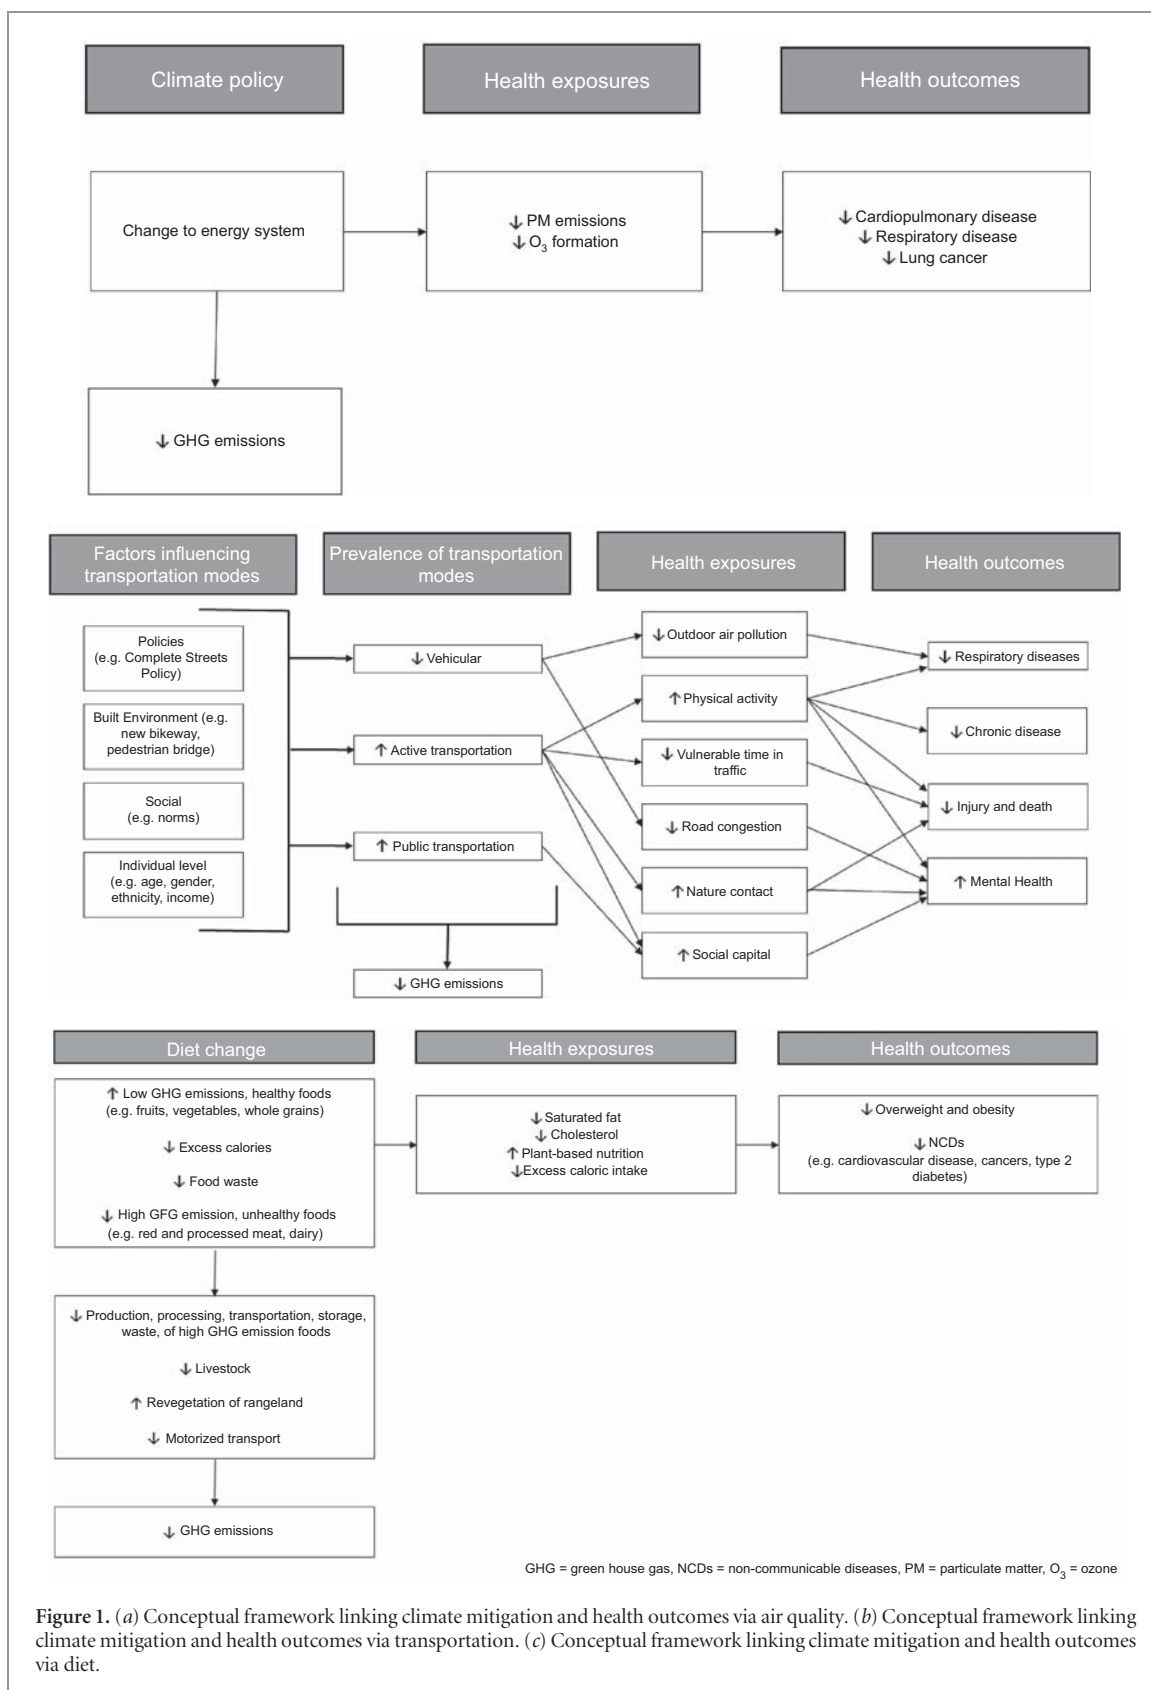 Climate policy
Health exposures
Health outcomes
Change to energy system
↓ PM emissions
↓ O₃ formation
↓ Cardiopulmonary disease
↓ Respiratory disease
↓ Lung cancer
↓ GHG emissions
Factors influencing
transportation modes
Prevalence of transportation
modes
Health exposures
Health outcomes
Policies
(e.g. Complete Streets
Policy)
Built Environment (e.g.
new bikeway,
pedestrian bridge)
Social
(e.g. norms)
Individual level
(e.g. age, gender,
ethnicity, income)
↓ Vehicular
↑ Active transportation
↑ Public transportation
↓ GHG emissions
↓ Outdoor air pollution
↑ Physical activity
↓ Vulnerable time in
traffic
↓ Road congestion
↑ Nature contact
↑ Social capital
↓ Respiratory diseases
↓ Chronic disease
↓ Injury and death
↑ Mental Health
Diet change
Health exposures
Health outcomes
↑ Low GHG emissions, healthy foods
(e.g. fruits, vegetables, whole grains)
↓ Excess calories
↓ Food waste
↓ High GFG emission, unhealthy foods
(e.g. red and processed meat, dairy)
↓ Saturated fat
↓ Cholesterol
↑ Plant-based nutrition
↓Excess caloric intake
↓ Overweight and obesity
↓ NCDs
(e.g. cardiovascular disease, cancers, type 2
diabetes)
↓ Production, processing, transportation, storage,
waste, of high GHG emission foods
↓ Livestock
↑ Revegetation of rangeland
↓ Motorized transport
↓ GHG emissions
GHG = green house gas, NCDs = non-communicable diseases, PM = particulate matter, O₃ = ozone
Figure 1. (a) Conceptual framework linking climate mitigation and health outcomes via air quality. (b) Conceptual framework linking
climate mitigation and health outcomes via transportation. (c) Conceptual framework linking climate mitigation and health outcomes
via diet.